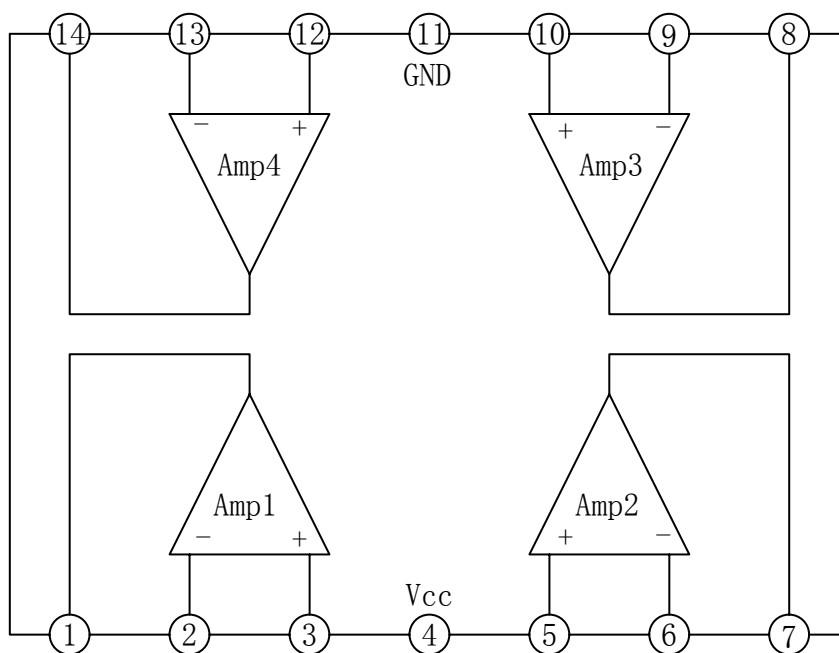 14 13 12 11 10 9 8
GND
− + + −
Amp4 Amp3
Amp1 Amp2
− + + −
Vcc
1 2 3 4 5 6 7